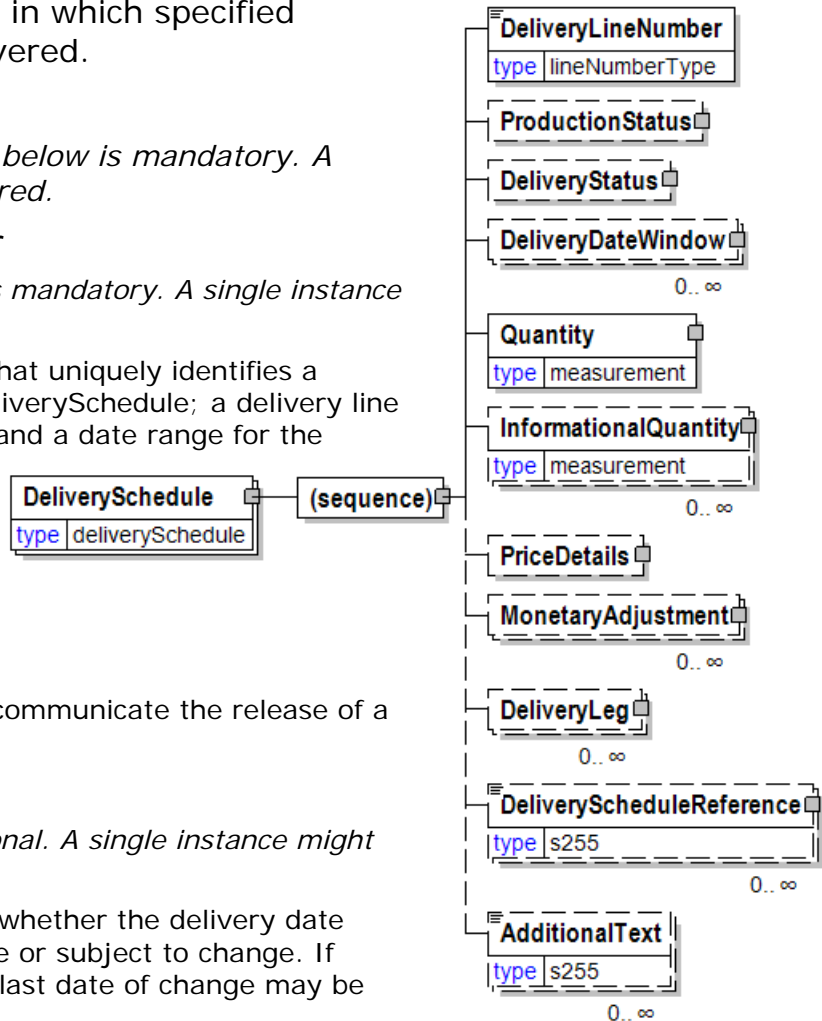 in which specified
vered.
below is mandatory. A
red.
s mandatory. A single instance
hat uniquely identifies a
liverySchedule; a delivery line
and a date range for the
communicate the release of a
onal. A single instance might
whether the delivery date
e or subject to change. If
last date of change may be
DeliverySchedule
type deliverySchedule
(sequence)
DeliveryLineNumber
type lineNumberType
ProductionStatus
DeliveryStatus
DeliveryDateWindow
0.. ∞
Quantity
type measurement
InformationalQuantity
type measurement
0.. ∞
PriceDetails
MonetaryAdjustment
0.. ∞
DeliveryLeg
0.. ∞
DeliveryScheduleReference
type s255
0.. ∞
AdditionalText
type s255
0.. ∞